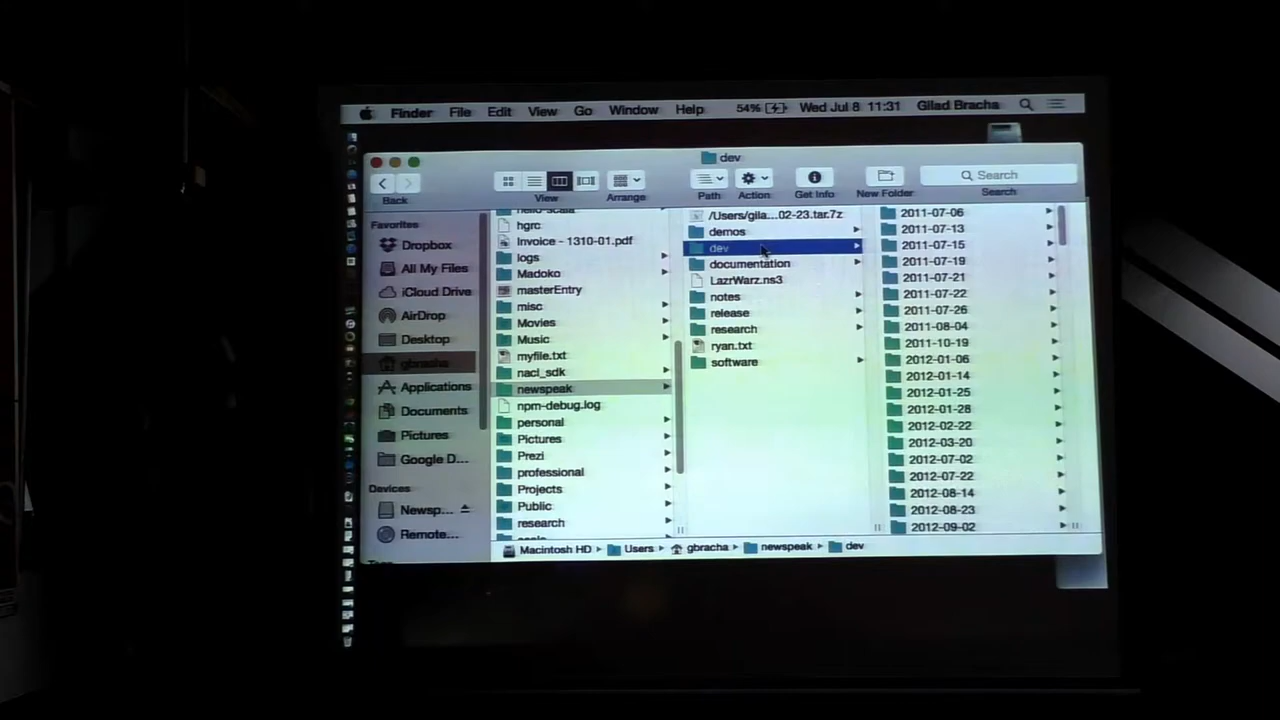 Finder File Edit View Go Window Help 54% Wed Jul 8 11:31 Gilad Bracha
dev
Back
View
Arrange
Path
Action
Get Info
New Folder
Search
Search
Favorites
Dropbox
All My Files
iCloud Drive
AirDrop
Desktop
gbracha
Applications
Documents
Pictures
Google D...
Devices
Newsp...
Remote...
hello-scala
hgrc
Invoice - 1310-01.pdf
logs
Madoko
masterEntry
misc
Movies
Music
myfile.txt
nacl_sdk
newspeak
npm-debug.log
personal
Pictures
Prezi
professional
Projects
Public
research
/Users/gila...02-23.tar.7z
demos
dev
documentation
LazrWarz.ns3
notes
release
research
ryan.txt
software
2011-07-06
2011-07-13
2011-07-15
2011-07-19
2011-07-21
2011-07-22
2011-07-26
2011-08-04
2011-10-19
2012-01-06
2012-01-14
2012-01-25
2012-01-28
2012-02-22
2012-03-20
2012-07-02
2012-07-22
2012-08-14
2012-08-23
2012-09-02
Macintosh HD Users gbracha newspeak dev